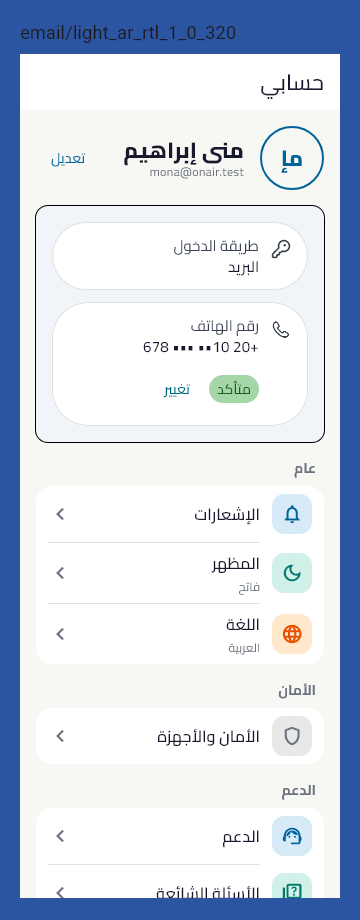 email/light_ar_rtl_1_0_320
حسابي
مإ
منى إبراهيم
تعديل
mona@onair.test
طريقة الدخول
البريد
رقم الهاتف
+20 10•• ••• 678
متأكد
تغيير
عام
الإشعارات
المظهر
فاتح
اللغة
العربية
الأمان
الأمان والأجهزة
الدعم
الدعم
الأسئلة الشائعة